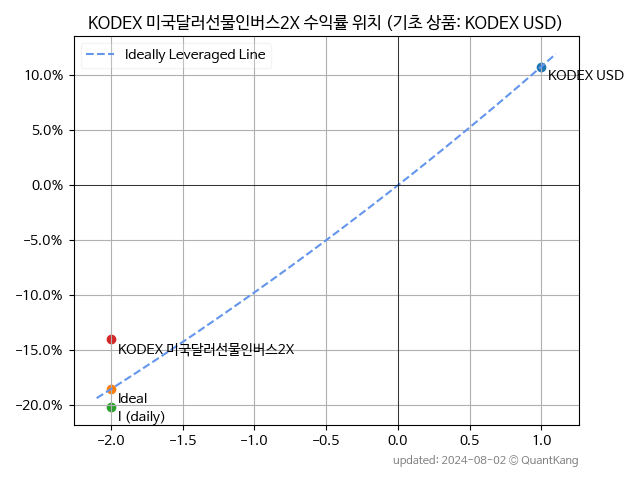 KODEX 미국달러선물인버스2X 수익률 위치 (기초 상품: KODEX USD)
Ideally Leveraged Line
10.0%
KODEX USD
5.0%
0.0%
−5.0%
−10.0%
−15.0%
KODEX 미국달러선물인버스2X
Ideal
−20.0%
l (daily)
−2.0
−1.5
−1.0
−0.5
0.0
0.5
1.0
updated: 2024-08-02 © QuantKang